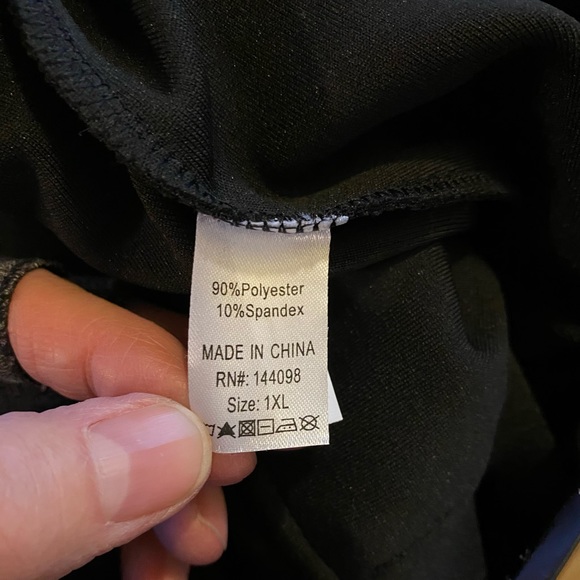 90%Polyester
10%Spandex
MADE IN CHINA
RN#: 144098
Size: 1XL